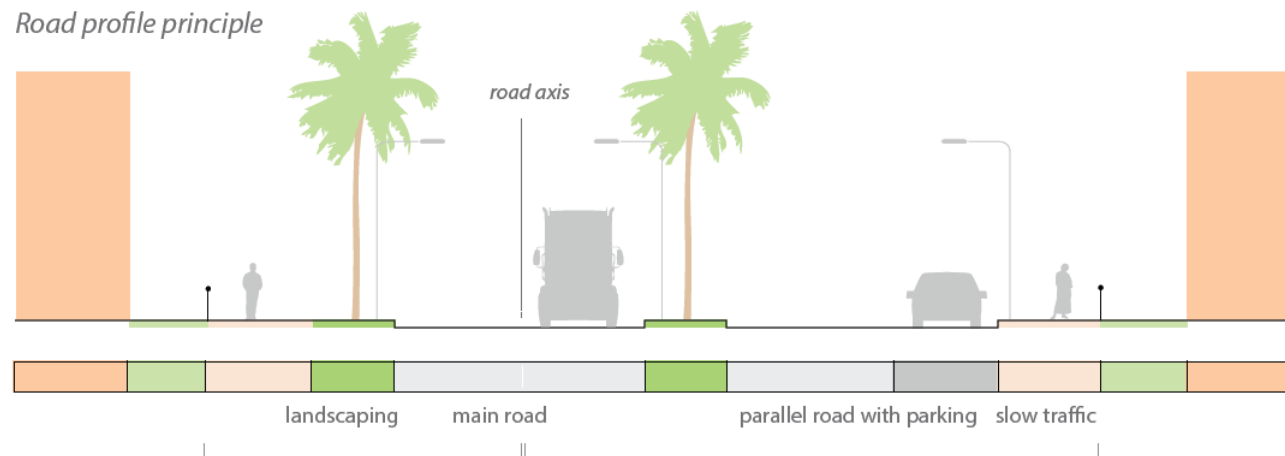 Road profile principle
road axis
landscaping main road parallel road with parking slow traffic